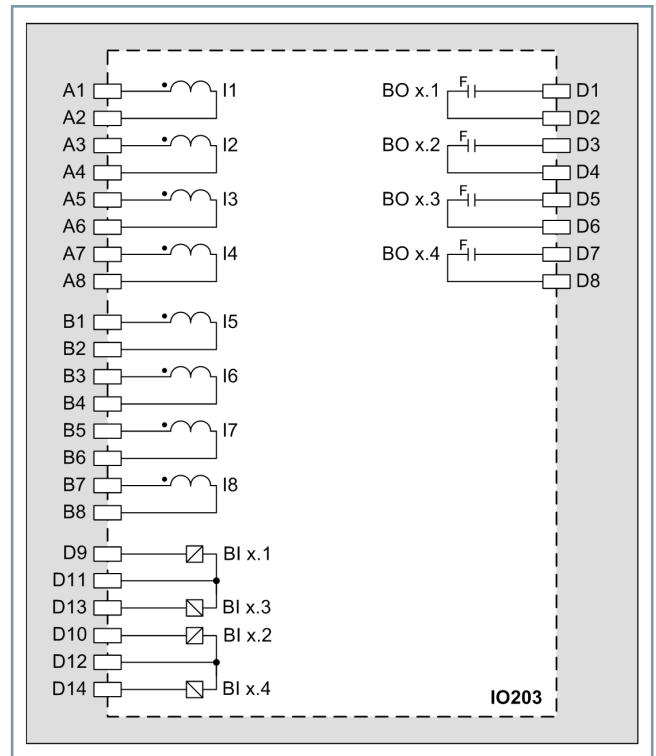 A1 I1 BO x.1 F D1
A2 D2
A3 I2 BO x.2 F D3
A4 D4
A5 I3 BO x.3 F D5
A6 D6
A7 I4 BO x.4 F D7
A8 D8
B1 I5
B2
B3 I6
B4
B5 I7
B6
B7 I8
B8
D9 BI x.1
D11
D13 BI x.3
D10 BI x.2
D12
D14 BI x.4
IO203